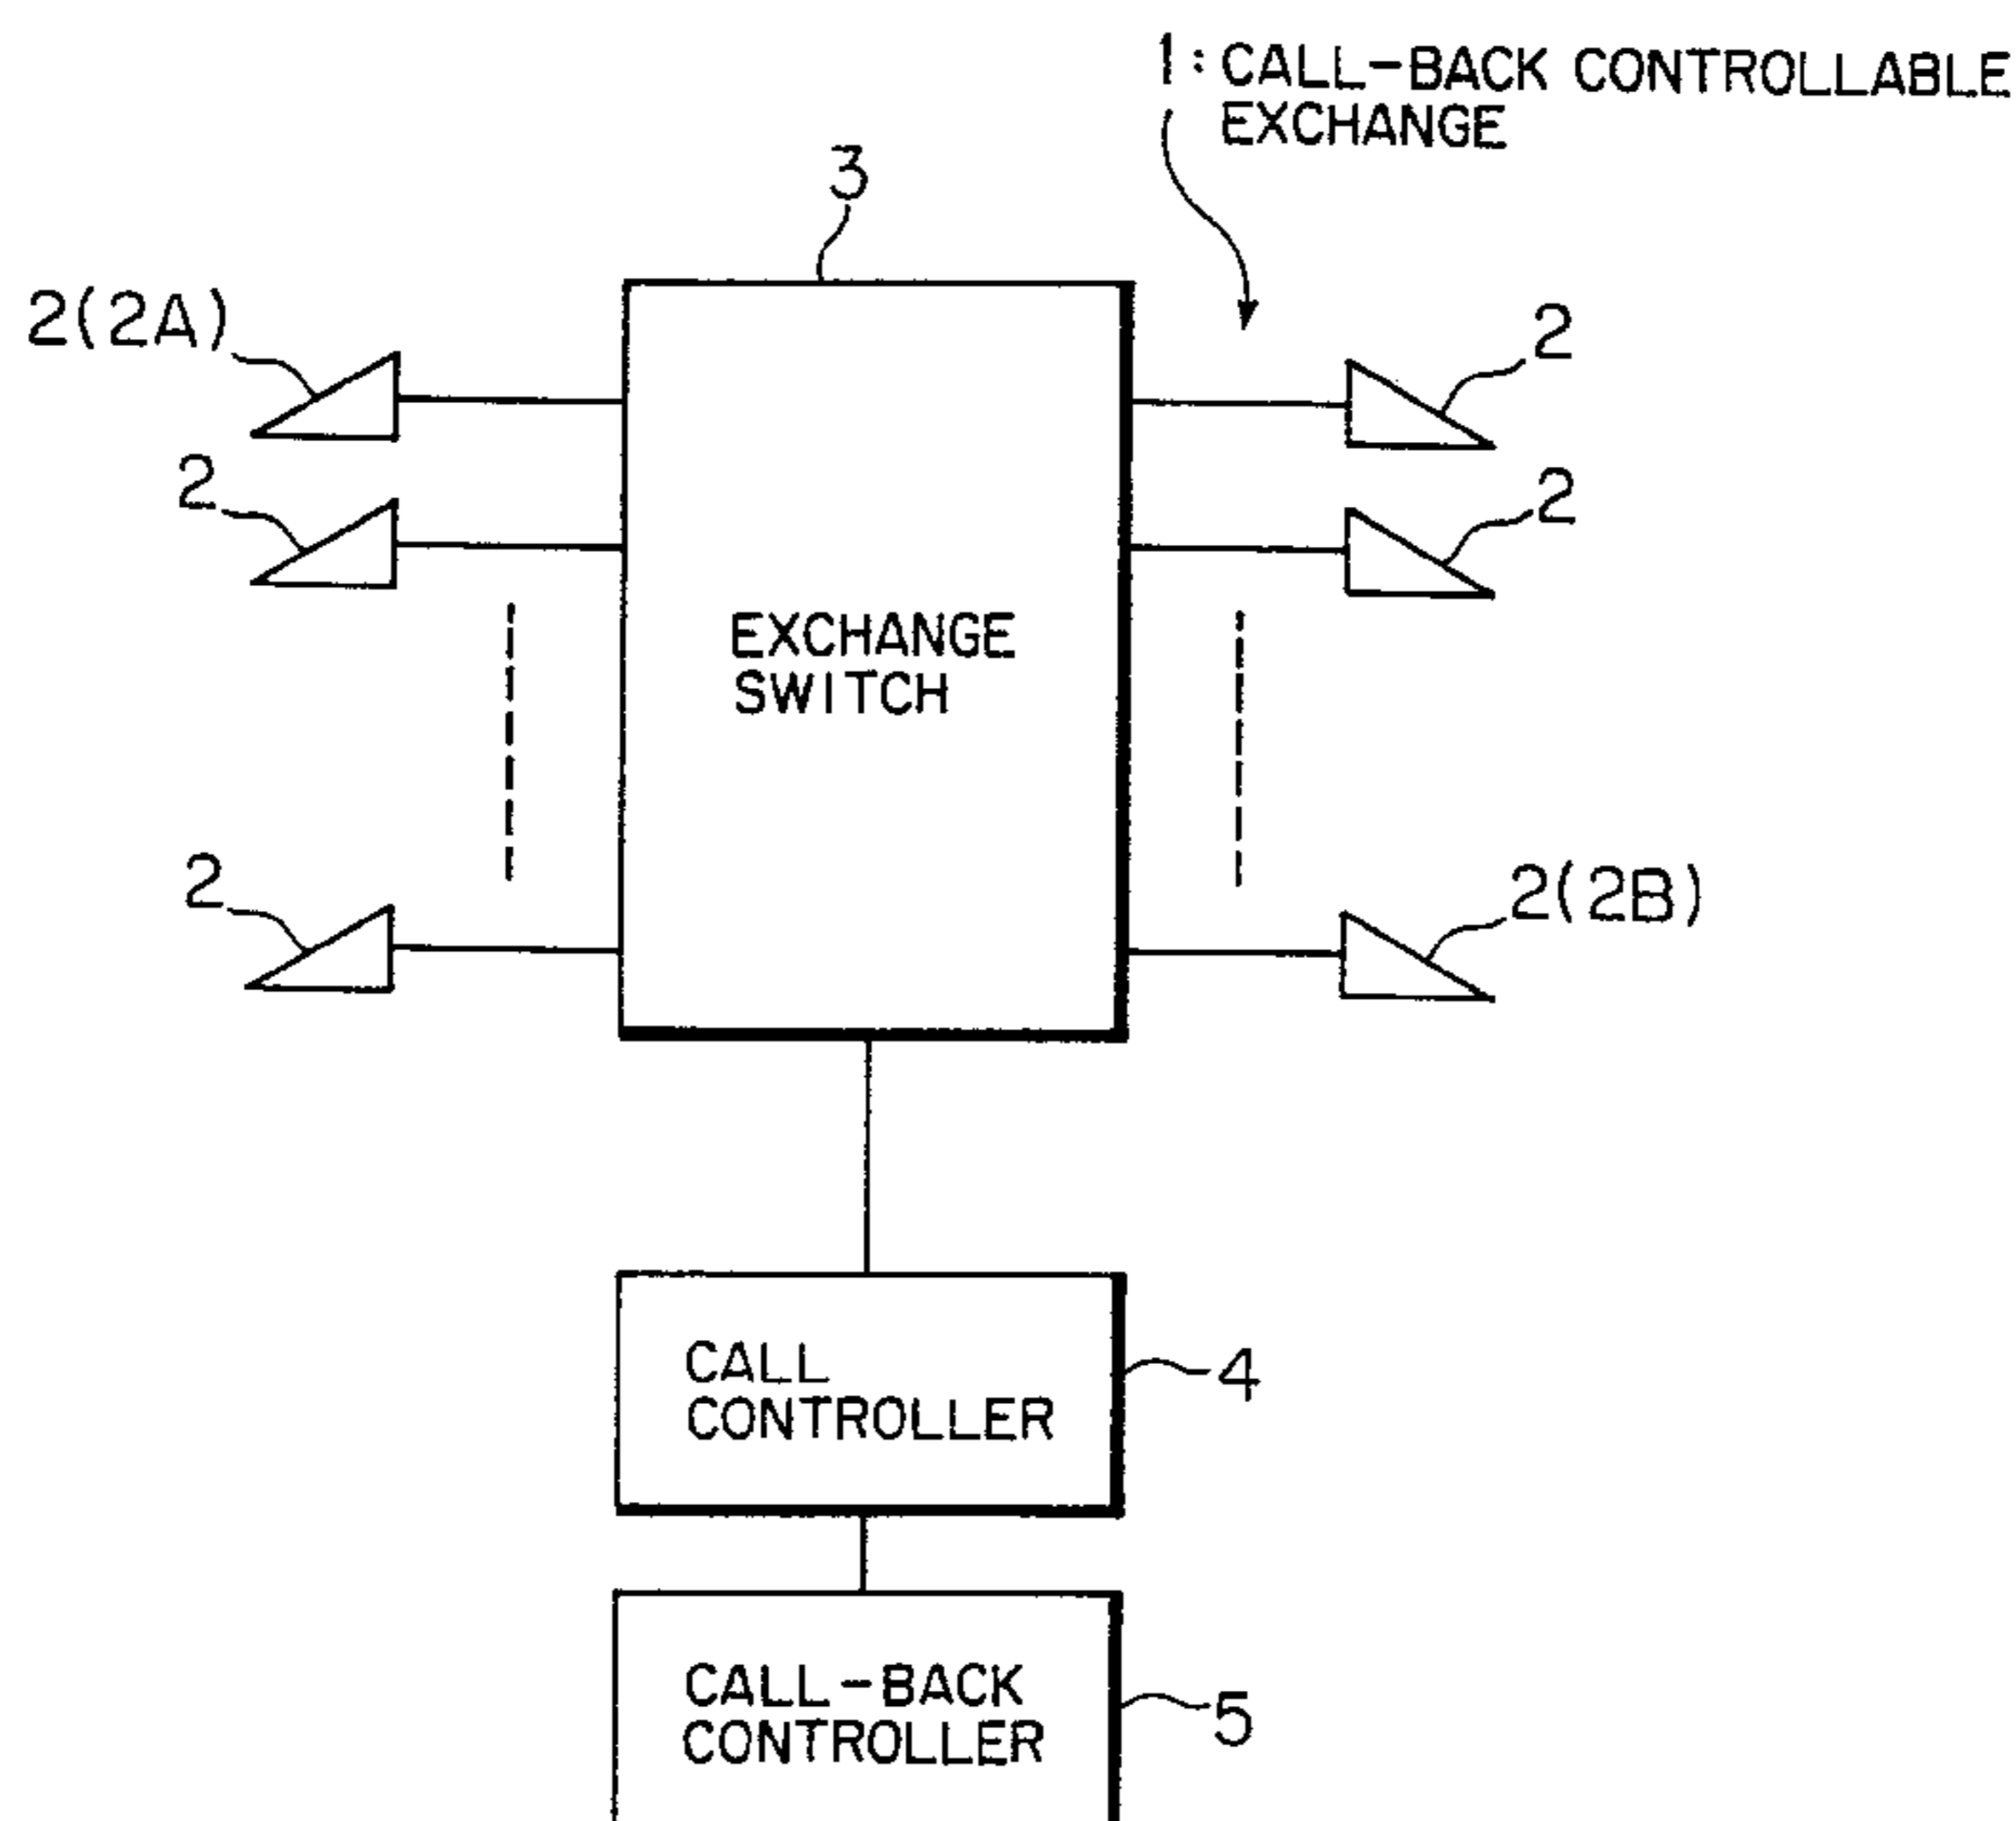 1: CALL-BACK CONTROLLABLE
EXCHANGE
3
2(2A)
2
2
2
EXCHANGE
SWITCH
2
2(2B)
CALL
CONTROLLER
4
CALL-BACK
CONTROLLER
5